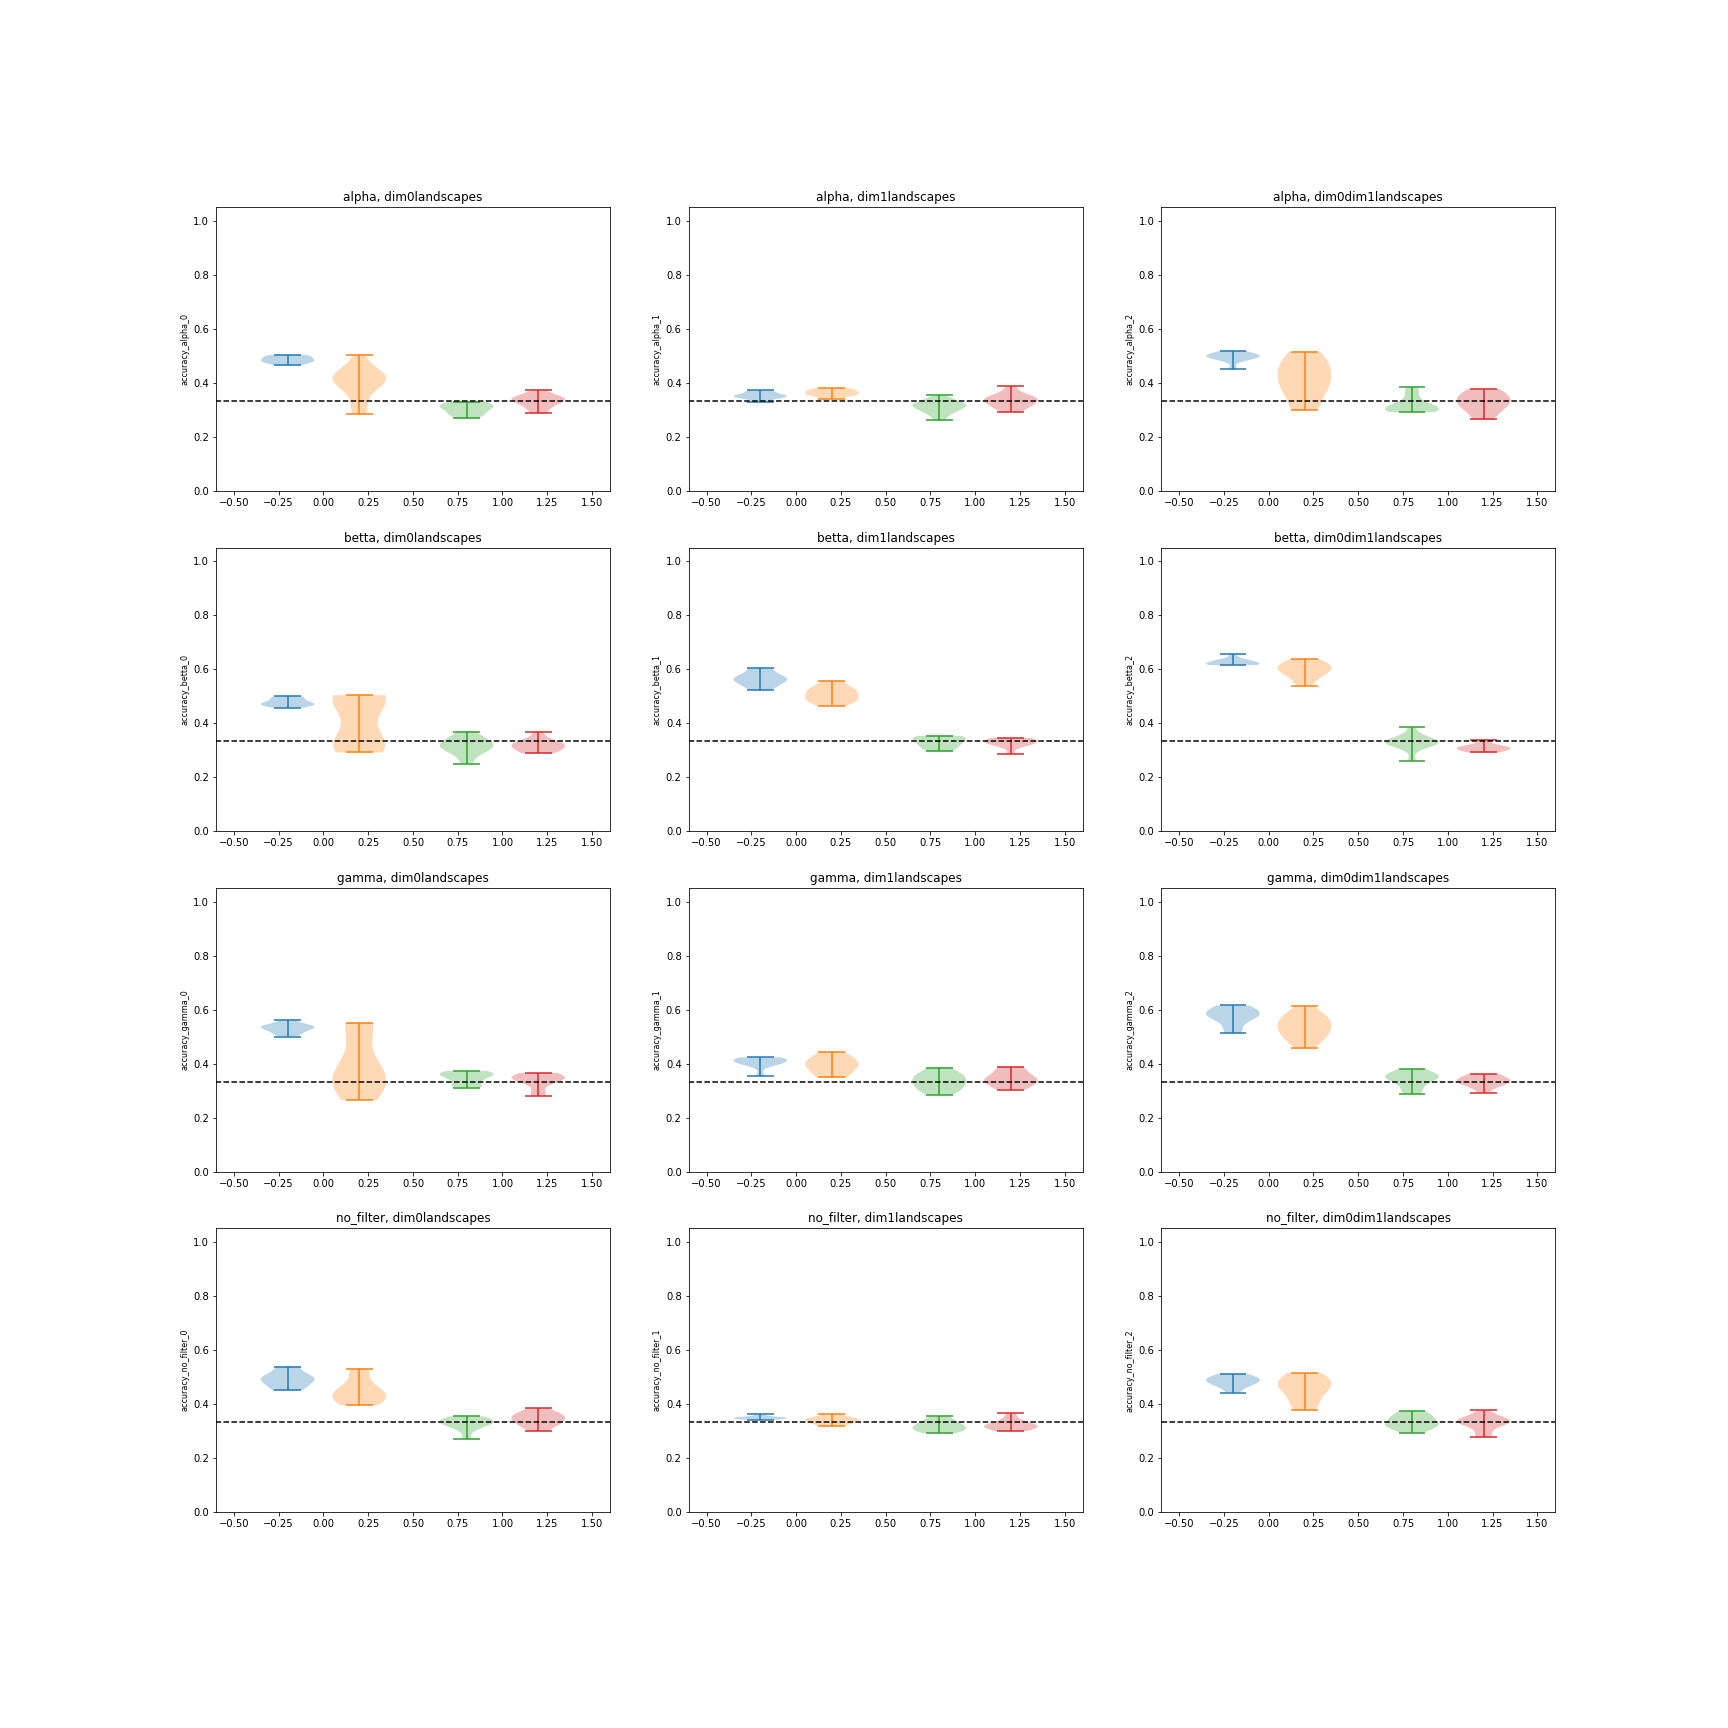 alpha, dim0landscapes
alpha, dim1landscapes
alpha, dim0dim1landscapes
accuracy_alpha_0
1.0
0.8
0.6
0.4
0.2
0.0
−0.50 −0.25 0.00 0.25 0.50 0.75 1.00 1.25 1.50
accuracy_alpha_1
1.0
0.8
0.6
0.4
0.2
0.0
−0.50 −0.25 0.00 0.25 0.50 0.75 1.00 1.25 1.50
accuracy_alpha_2
1.0
0.8
0.6
0.4
0.2
0.0
−0.50 −0.25 0.00 0.25 0.50 0.75 1.00 1.25 1.50
betta, dim0landscapes
betta, dim1landscapes
betta, dim0dim1landscapes
accuracy_betta_0
1.0
0.8
0.6
0.4
0.2
0.0
−0.50 −0.25 0.00 0.25 0.50 0.75 1.00 1.25 1.50
accuracy_betta_1
1.0
0.8
0.6
0.4
0.2
0.0
−0.50 −0.25 0.00 0.25 0.50 0.75 1.00 1.25 1.50
accuracy_betta_2
1.0
0.8
0.6
0.4
0.2
0.0
−0.50 −0.25 0.00 0.25 0.50 0.75 1.00 1.25 1.50
gamma, dim0landscapes
gamma, dim1landscapes
gamma, dim0dim1landscapes
accuracy_gamma_0
1.0
0.8
0.6
0.4
0.2
0.0
−0.50 −0.25 0.00 0.25 0.50 0.75 1.00 1.25 1.50
accuracy_gamma_1
1.0
0.8
0.6
0.4
0.2
0.0
−0.50 −0.25 0.00 0.25 0.50 0.75 1.00 1.25 1.50
accuracy_gamma_2
1.0
0.8
0.6
0.4
0.2
0.0
−0.50 −0.25 0.00 0.25 0.50 0.75 1.00 1.25 1.50
no_filter, dim0landscapes
no_filter, dim1landscapes
no_filter, dim0dim1landscapes
accuracy_no_filter_0
1.0
0.8
0.6
0.4
0.2
0.0
−0.50 −0.25 0.00 0.25 0.50 0.75 1.00 1.25 1.50
accuracy_no_filter_1
1.0
0.8
0.6
0.4
0.2
0.0
−0.50 −0.25 0.00 0.25 0.50 0.75 1.00 1.25 1.50
accuracy_no_filter_2
1.0
0.8
0.6
0.4
0.2
0.0
−0.50 −0.25 0.00 0.25 0.50 0.75 1.00 1.25 1.50